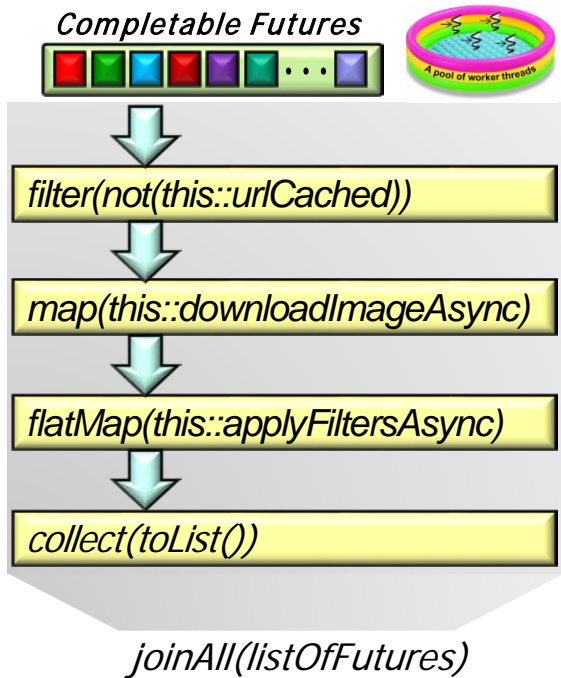 Completable Futures
A pool of worker threads
...
filter(not(this::urlCached))
map(this::downloadImageAsync)
flatMap(this::applyFiltersAsync)
collect(toList())
joinAll(listOfFutures)